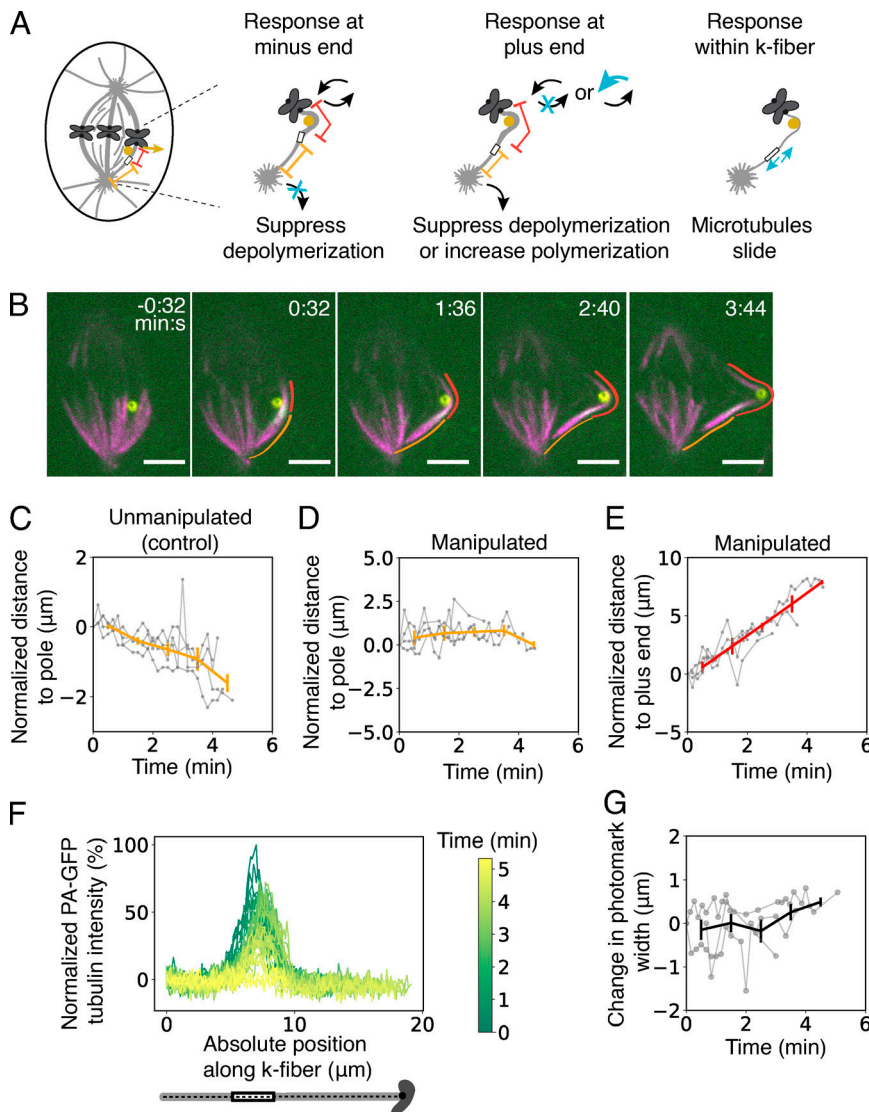 A
Response at
minus end
Response at
plus end
Response
within k-fiber
or
Suppress
depolymerization
Suppress depolymerization
or increase polymerization
Microtubules
slide
B
-0:32
min:s
0:32
1:36
2:40
3:44
C
Unmanipulated
(control)
Normalized distance
to pole (μm)
2
0
−2
0
2
4
6
Time (min)
D
Manipulated
Normalized distance
to pole (μm)
5.0
2.5
0.0
−2.5
−5.0
0
2
4
6
Time (min)
E
Manipulated
Normalized distance
to plus end (μm)
10
5
0
−5
0
2
4
6
Time (min)
F
Normalized PA-GFP
tubulin intensity (%)
100
50
0
0
10
20
Absolute position
along k-fiber (μm)
Time (min)
5
4
3
2
1
0
G
Change in photomark
width (μm)
2
1
0
−1
−2
0
2
4
6
Time (min)